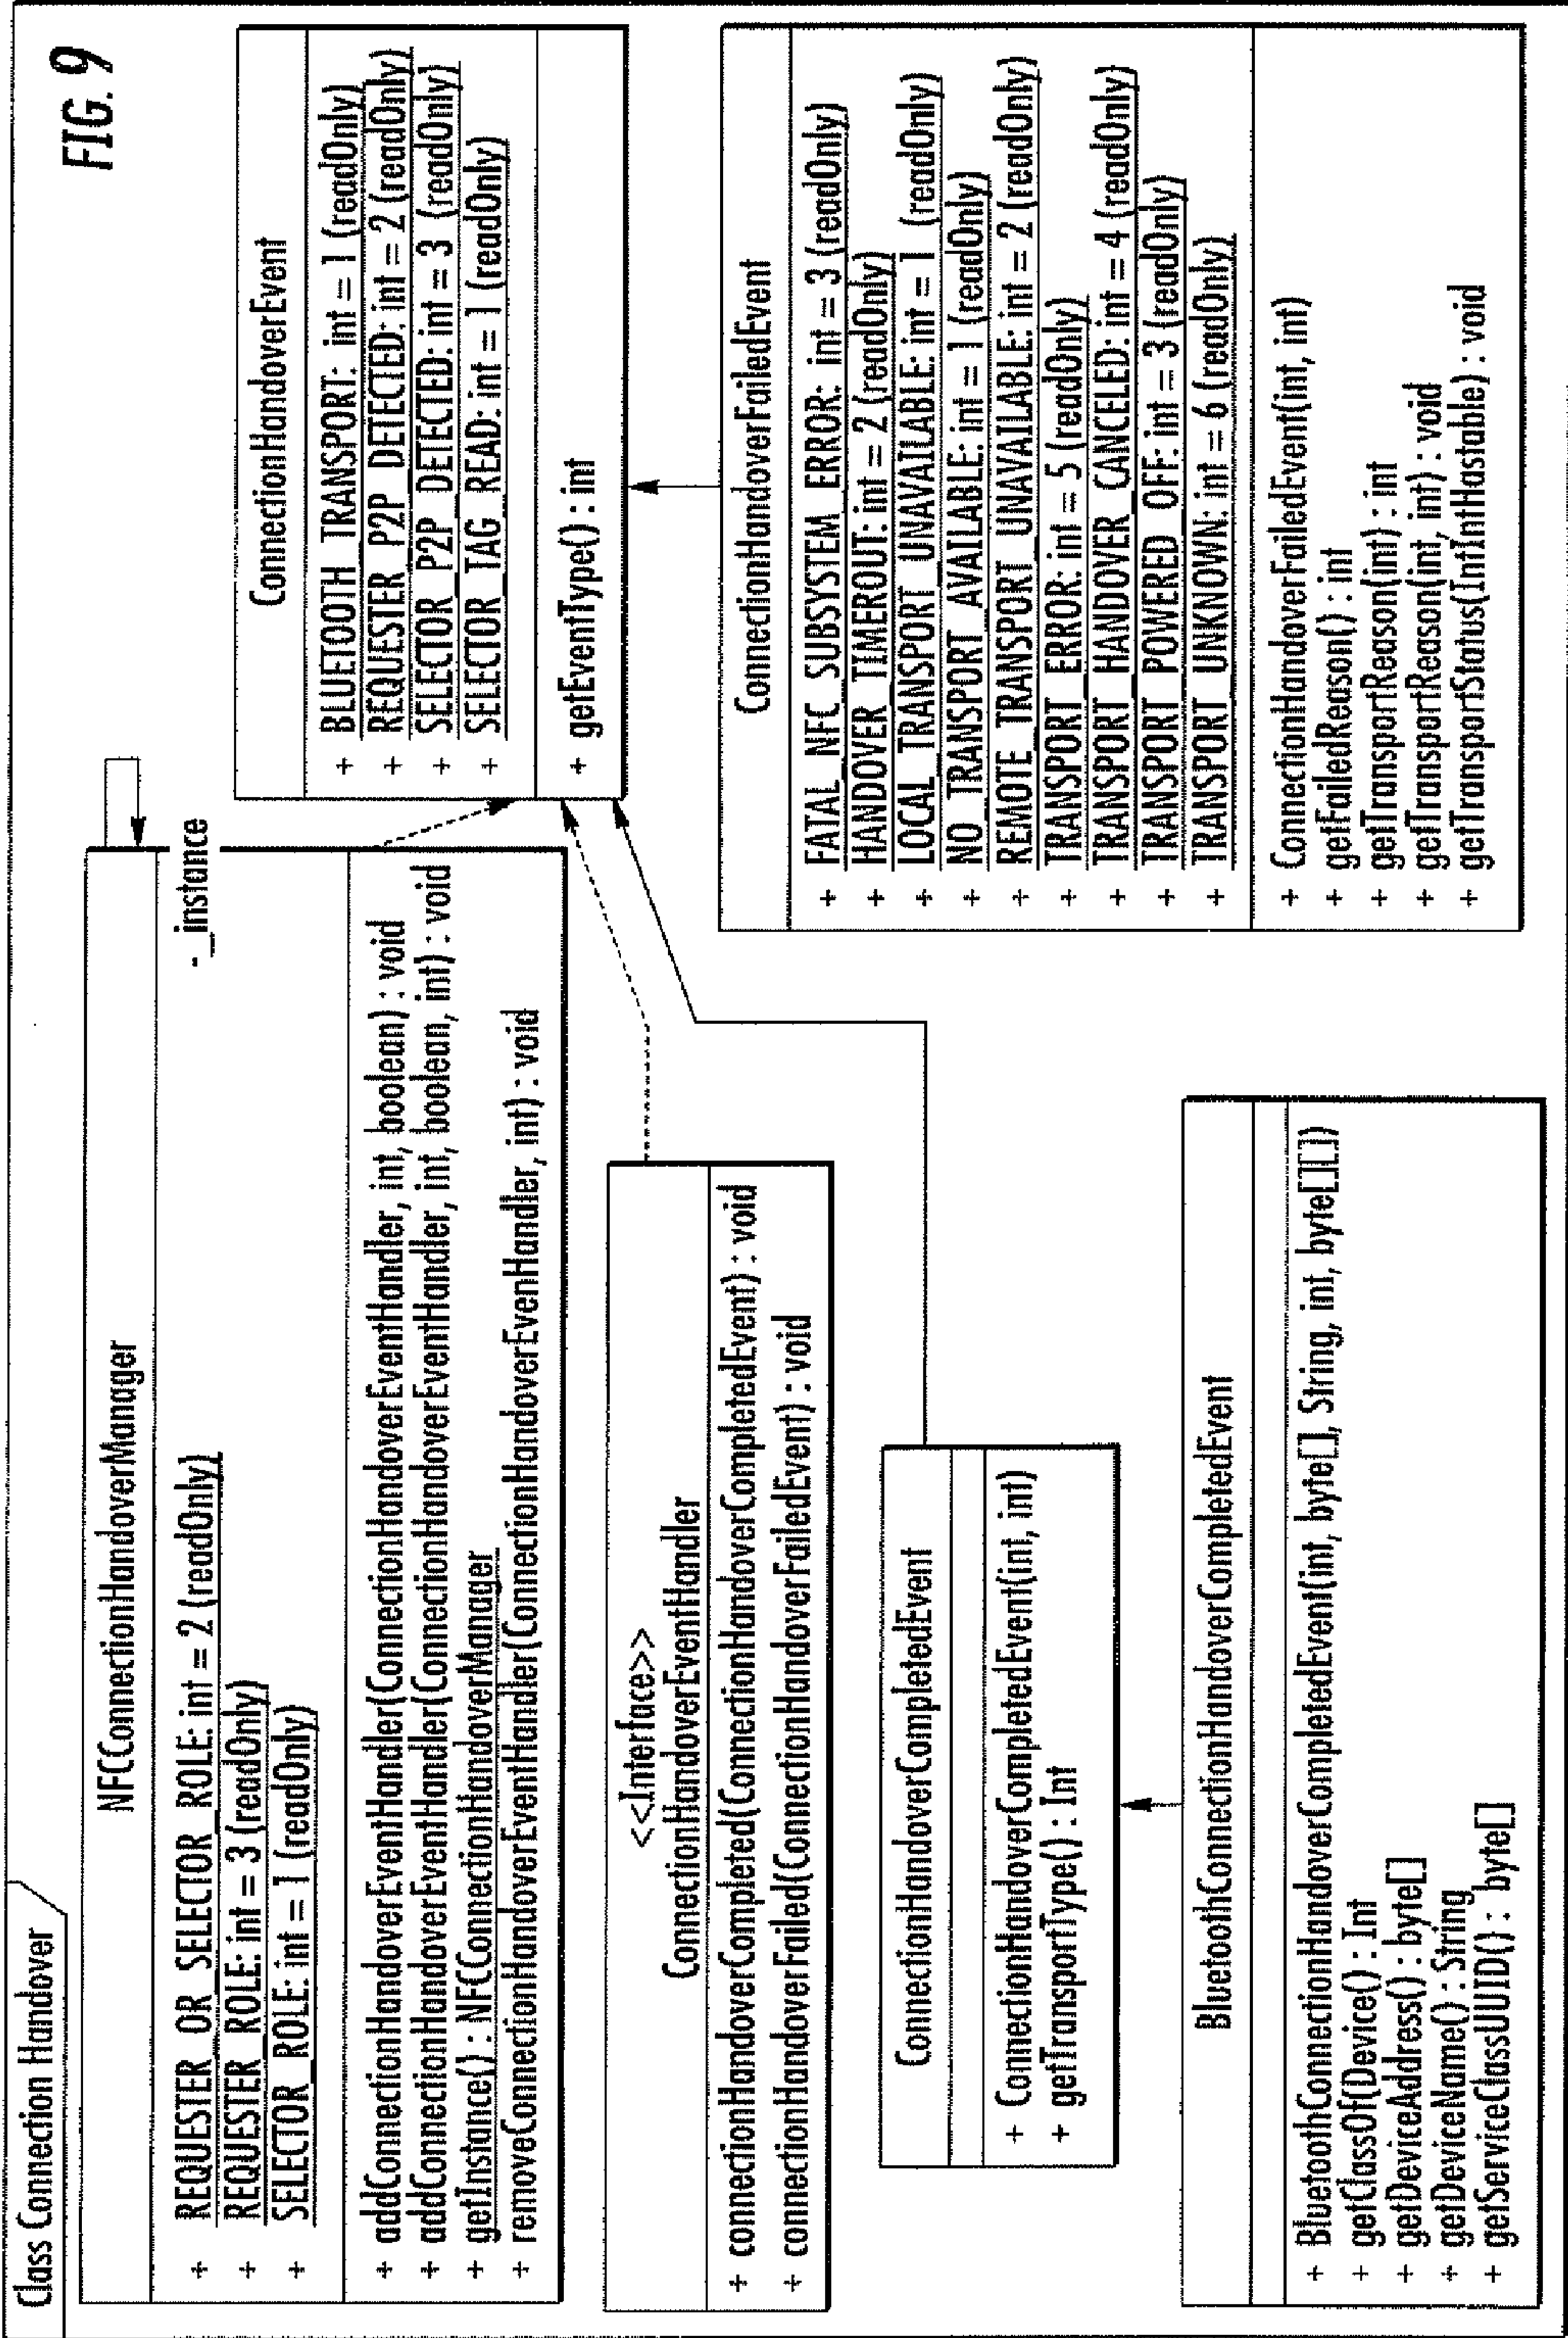 Class Connection Handover
FIG. 9
NFCConnectionHandoverManager
+ REQUESTER_OR_SELECTOR_ROLE: int = 2 (readOnly)
+ REQUESTER_ROLE: int = 3 (readOnly)
+ SELECTOR_ROLE: int = 1 (readOnly)
-_instance
+ addConnectionHandoverEventHandler(ConnectionHandoverEventHandler, int, boolean) : void
+ addConnectionHandoverEventHandler(ConnectionHandoverEventHandler, int, boolean, int) : void
+ getInstance() : NFCConnectionHandoverManager
+ removeConnectionHandoverEventHandler(ConnectionHandoverEvenHandler, int) : void
<<Interface>>
ConnectionHandoverEventHandler
+ connectionHandoverCompleted(ConnectionHandoverCompletedEvent) : void
+ connectionHandoverFailed(ConnectionHandoverFailedEvent) : void
ConnectionHandoverCompletedEvent
+ ConnectionHandoverCompletedEvent(int, int)
+ getTransportType() : Int
BluetoothConnectionHandoverCompletedEvent
+ BluetoothConnectionHandoverCompletedEvent(int, byte[], String, int, byte[][])
+ getClassOf(Device() : Int
+ getDeviceAddress() : byte[]
+ getDeviceName() : String
+ getServiceClassUUID() : byte[]
ConnectionHandoverEvent
+ BLUETOOTH_TRANSPORT: int = 1 (readOnly)
+ REQUESTER_P2P_DETECTED: int = 2 (readOnly)
+ SELECTOR_P2P_DETECTED: int = 3 (readOnly)
+ SELECTOR_TAG_READ: int = 1 (readOnly)
+ getEventType() : int
ConnectionHandoverFailedEvent
+ FATAL_NFC_SUBSYSTEM_ERROR: int = 3 (readOnly)
+ HANDOVER_TIMEROUT: int = 2 (readOnly)
+ LOCAL_TRANSPORT_UNAVAILABLE: int = 1 (readOnly)
+ NO_TRANSPORT_AVAILABLE: int = 1 (readOnly)
+ REMOTE_TRANSPORT_UNAVAILABLE: int = 2 (readOnly)
+ TRANSPORT_ERROR: int = 5 (readOnly)
+ TRANSPORT_HANDOVER_CANCELED: int = 4 (readOnly)
+ TRANSPORT_POWERED_OFF: int = 3 (readOnly)
+ TRANSPORT_UNKNOWN: int = 6 (readOnly)
+ ConnectionHandoverFailedEvent(int, int)
+ getFailedReason() : int
+ getTransportReason(int) : int
+ getTransportReason(int, int) : void
+ getTransportStatus(IntIntHastable) : void